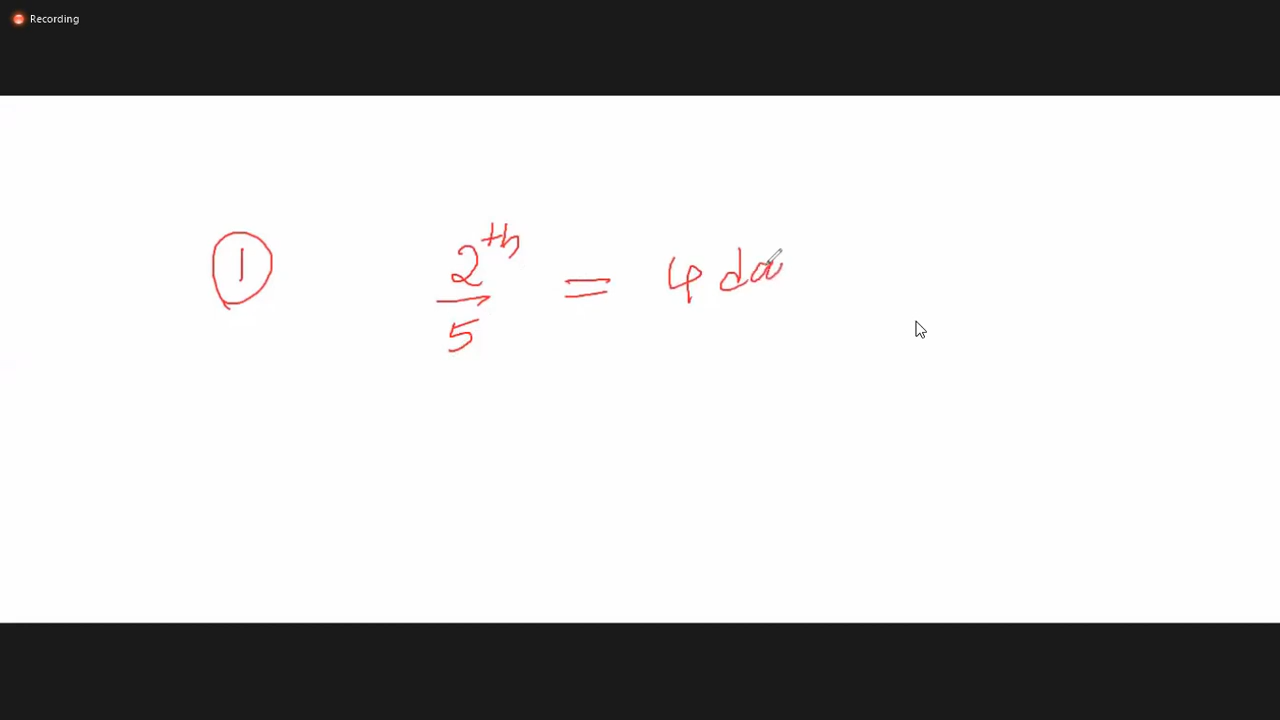 Recording
① 2th/5 = 4 da